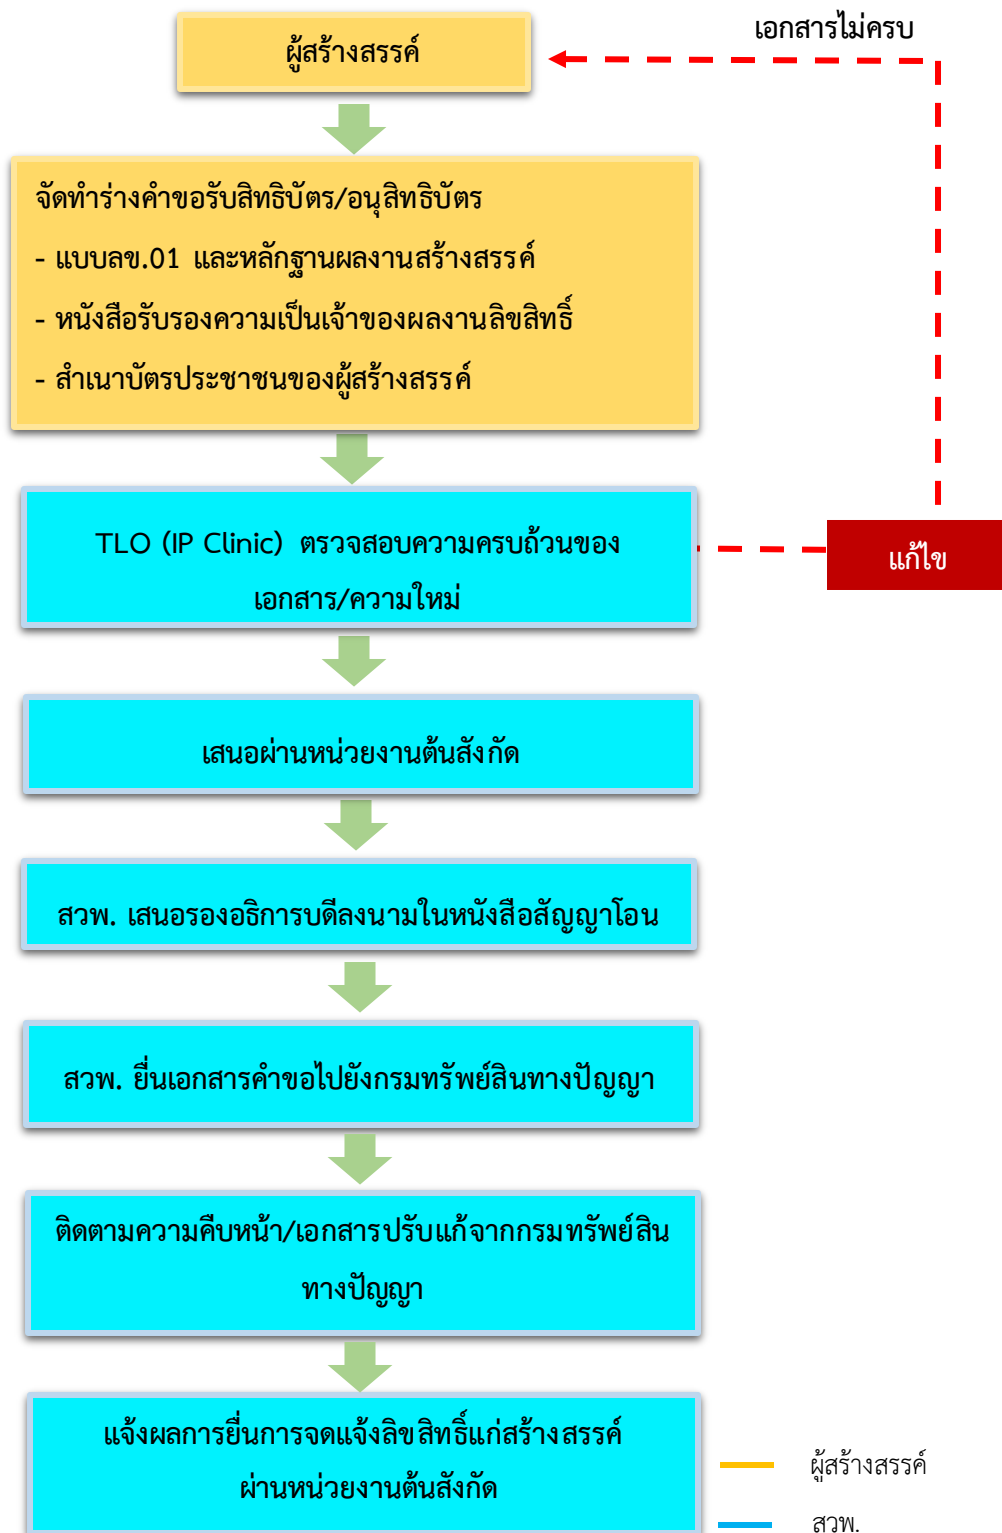 เอกสารไม่ครบ
ผู้สร้างสรรค์
จัดทำร่างคำขอรับสิทธิบัตร/อนุสิทธิบัตร
- แบบลข.01 และหลักฐานผลงานสร้างสรรค์
- หนังสือรับรองความเป็นเจ้าของผลงานลิขสิทธิ์
- สำเนาบัตรประชาชนของผู้สร้างสรรค์
TLO (IP Clinic) ตรวจสอบความครบถ้วนของ
เอกสาร/ความใหม่
แก้ไข
เสนอผ่านหน่วยงานต้นสังกัด
สวพ. เสนอรองอธิการบดีลงนามในหนังสือสัญญาโอน
สวพ. ยื่นเอกสารคำขอไปยังกรมทรัพย์สินทางปัญญา
ติดตามความคืบหน้า/เอกสารปรับแก้จากกรมทรัพย์สิน
ทางปัญญา
แจ้งผลการยื่นการจดแจ้งลิขสิทธิ์แก่สร้างสรรค์
ผ่านหน่วยงานต้นสังกัด
ผู้สร้างสรรค์
สวพ.